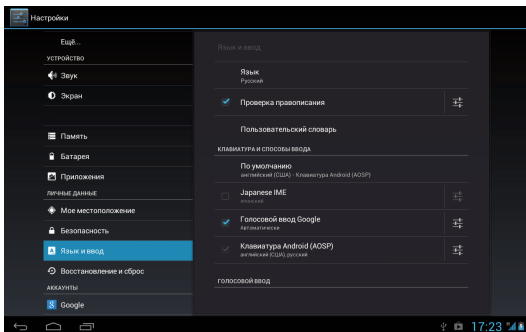 Настройки
Ещё...
УСТРОЙСТВО
Звук
Экран
Память
Батарея
Приложения
ЛИЧНЫЕ ДАННЫЕ
Мое местоположение
Безопасность
Язык и ввод
Восстановление и сброс
АККАУНТЫ
Google
Язык и ввод
Язык
Русский
Проверка правописания
Пользовательский словарь
КЛАВИАТУРА И СПОСОБЫ ВВОДА
По умолчанию
английский (США) - Клавиатура Android (AOSP)
Japanese IME
японский
Голосовой ввод Google
Автоматически
Клавиатура Android (AOSP)
английский (США), русский
ГОЛОСОВОЙ ВВОД
17:23